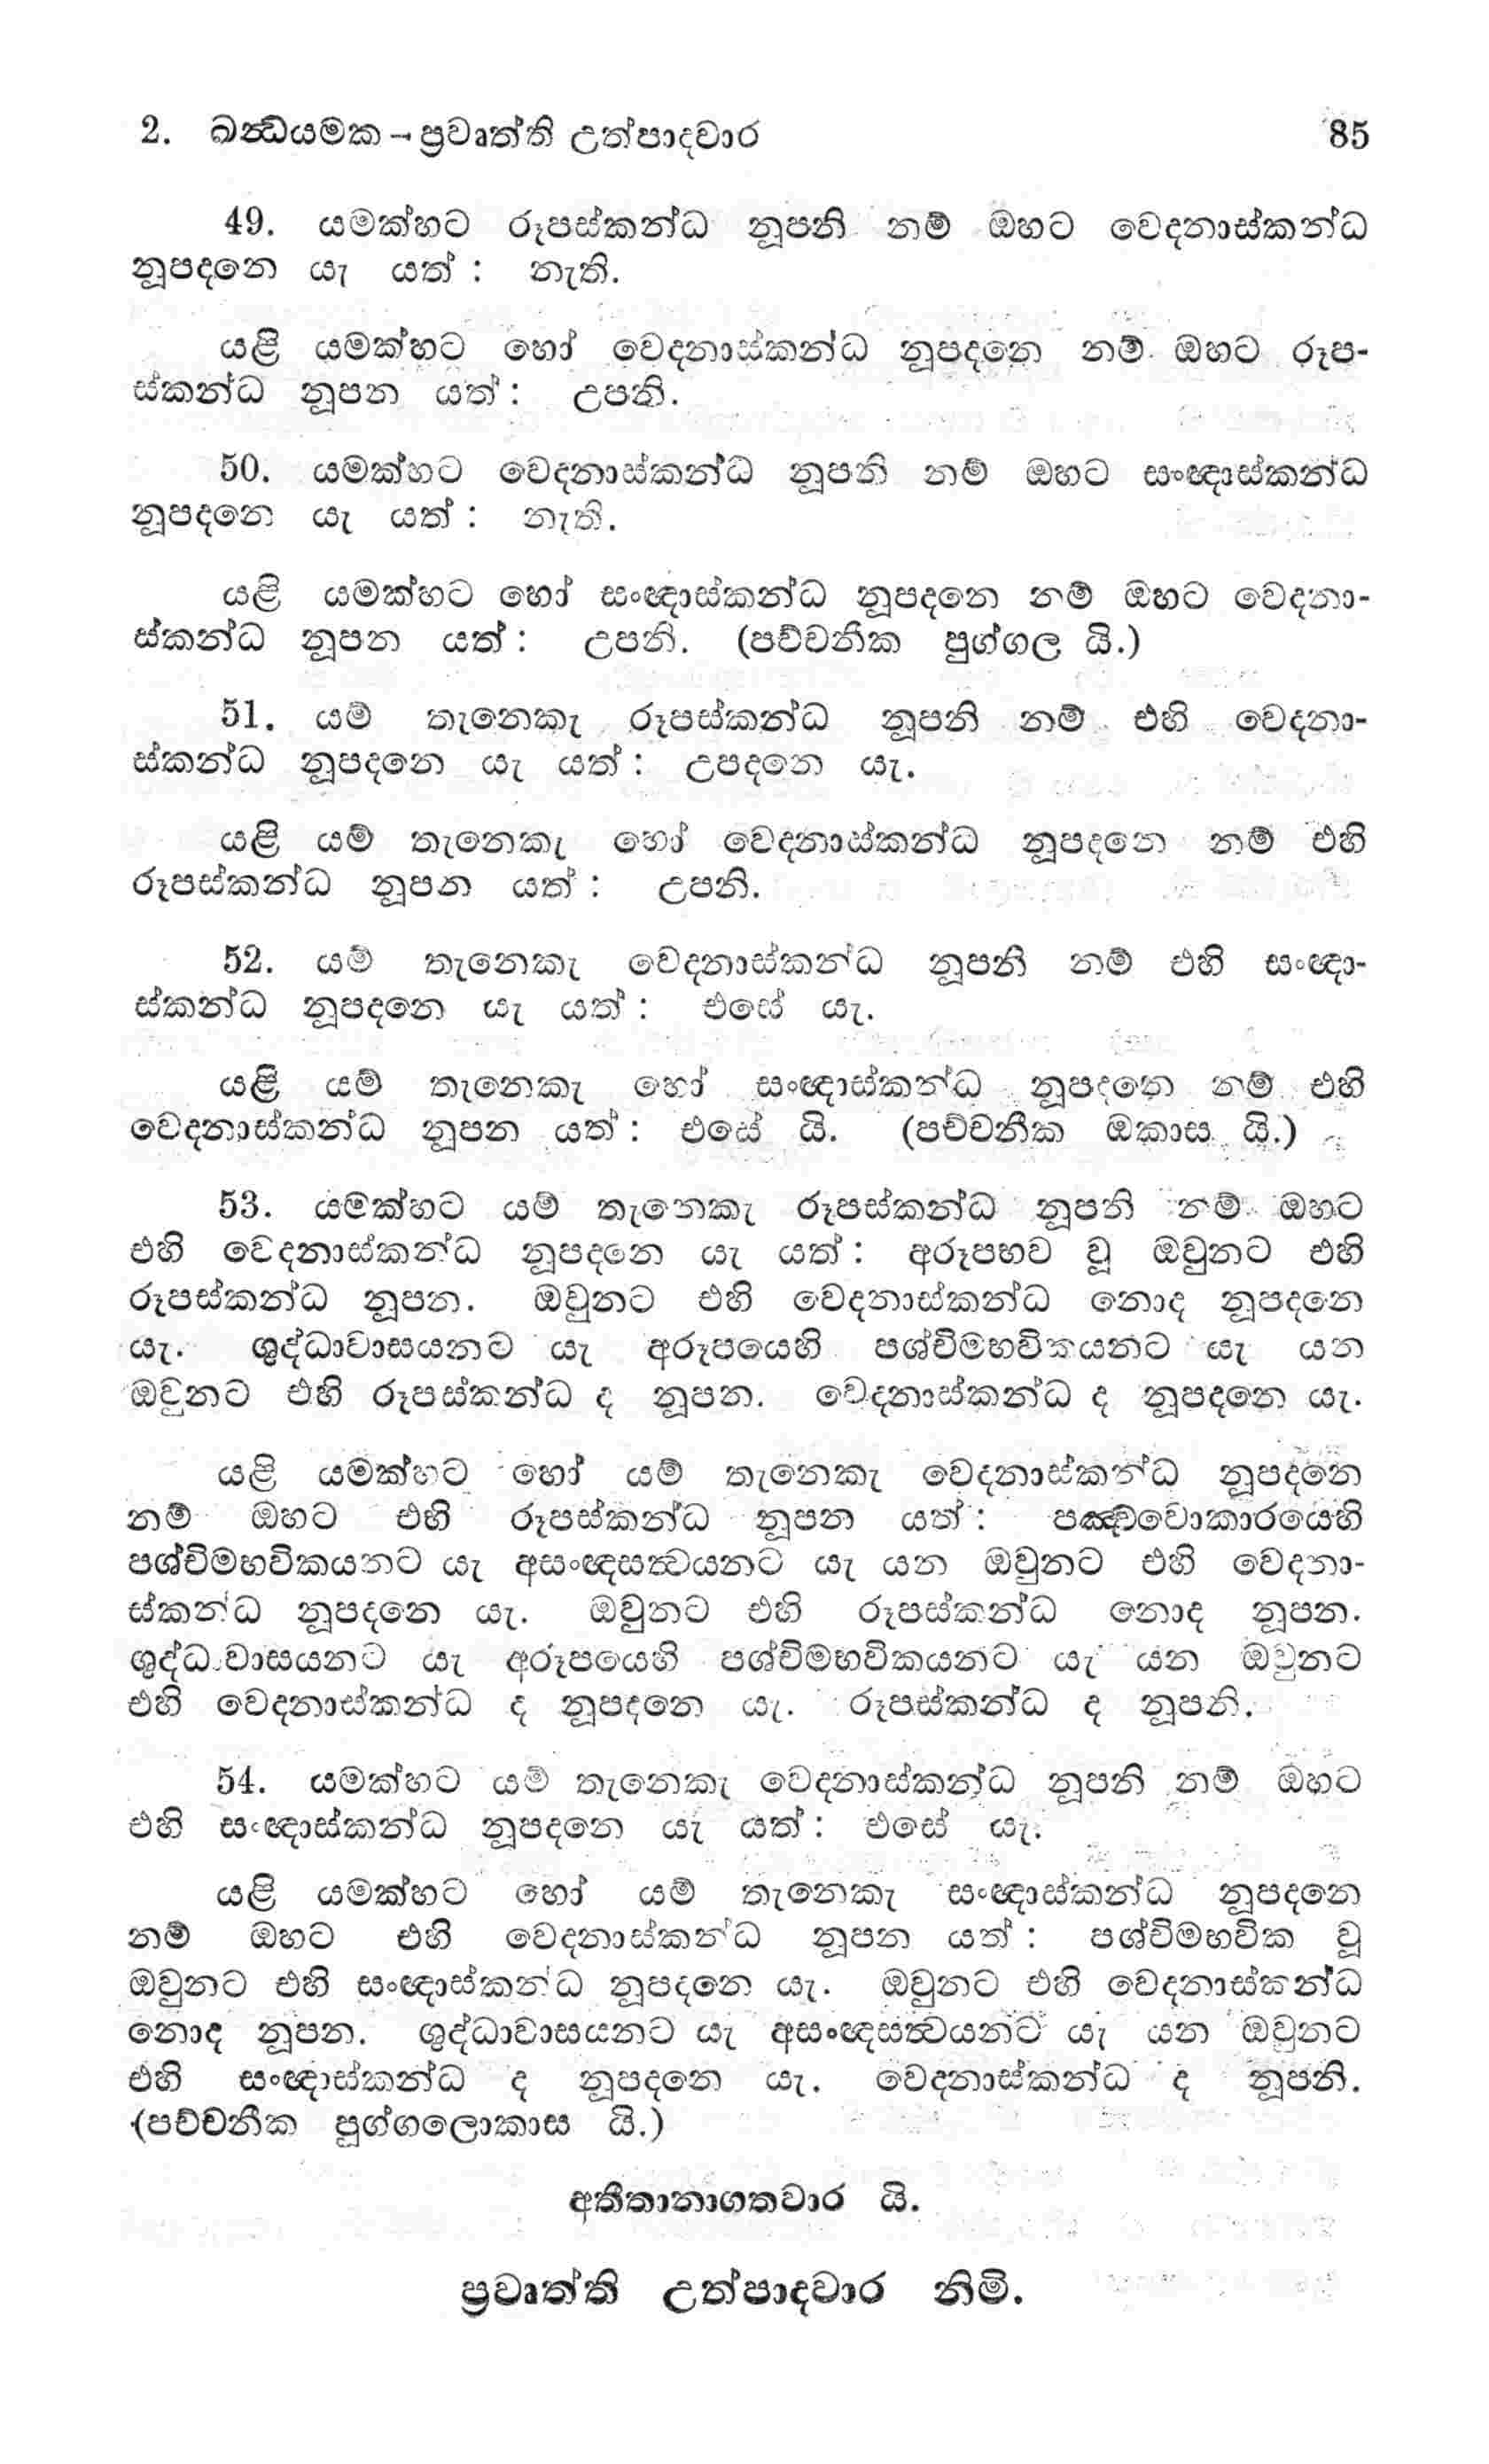 2. ඛන්‍ධයමක – ප්‍රවෘත්ති උත්පාදවාර 85
49. යමක්හට රූපස්කන්ධ නූපනි නම් ඔහට වෙදනාස්කන්ධ
නූපදනෙ යැ යත් : නැති.
යළි යමක්හට හෝ වෙදනාස්කන්ධ නූපදනෙ නම් ඔහට රූප-
ස්කන්ධ නූපන යත් : උපනි.
50. යමක්හට වෙදනාස්කන්ධ නූපනි නම් ඔහට සංඥාස්කන්ධ
නූපදනෙ යැ යත් : නැති.
යළි යමක්හට හෝ සංඥාස්කන්ධ නූපදනෙ නම් ඔහට වෙදනා-
ස්කන්ධ නූපන යත් : උපනි. (පච්චනීක පුග්ගල යි.)
51. යම් තැනෙකැ රූපස්කන්ධ නූපනි නම් එහි වෙදනා-
ස්කන්ධ නූපදනෙ යැ යත් : උපදනෙ යැ.
යළි යම් තැනෙකැ හෝ වෙදනාස්කන්ධ නූපදනෙ නම් එහි
රූපස්කන්ධ නූපන යත් : උපනි.
52. යම් තැනෙකැ වෙදනාස්කන්ධ නූපනි නම් එහි සංඥා-
ස්කන්ධ නූපදනෙ යැ යත් : එසේ යැ.
යළි යම් තැනෙකැ හෝ සංඥාස්කන්ධ නූපදනෙ නම් එහි
වෙදනාස්කන්ධ නූපන යත් : එසේ යි. (පච්චනීක ඔකාස යි.)
53. යමක්හට යම් තැනෙකැ රූපස්කන්ධ නූපනි නම් ඔහට
එහි වෙදනාස්කන්ධ නූපදනෙ යැ යත් : අරූපභව වූ ඔවුනට එහි
රූපස්කන්ධ නූපන. ඔවුනට එහි වෙදනාස්කන්ධ නොද නූපදනෙ
යැ. ශුද්ධාවාසයනට යැ අරූපයෙහි පශ්චිමභවිකයනට යැ යන
ඔවුනට එහි රූපස්කන්ධ ද නූපන. වෙදනාස්කන්ධ ද නූපදනෙ යැ.
යළි යමක්හට හෝ යම් තැනෙකැ වෙදනාස්කන්ධ නූපදනෙ
නම් ඔහට එහි රූපස්කන්ධ නූපන යත් : පඤ්චවොකාරයෙහි
පශ්චිමභවිකයනට යැ අසංඥසත්‍වයනට යැ යන ඔවුනට එහි වෙදනා-
ස්කන්ධ නූපදනෙ යැ. ඔවුනට එහි රූපස්කන්ධ නොද නූපන.
ශුද්ධාවාසයනට යැ අරූපයෙහි පශ්චිමභවිකයනට යැ යන ඔවුනට
එහි වෙදනාස්කන්ධ ද නූපදනෙ යැ. රූපස්කන්ධ ද නූපනි.
54. යමක්හට යම් තැනෙකැ වෙදනාස්කන්ධ නූපනි නම් ඔහට
එහි සංඥාස්කන්ධ නූපදනෙ යැ යත් : එසේ යැ.
යළි යමක්හට හෝ යම් තැනෙකැ සංඥාස්කන්ධ නූපදනෙ
නම් ඔහට එහි වෙදනාස්කන්ධ නූපන යත් : පශ්චිමභවික වූ
ඔවුනට එහි සංඥාස්කන්ධ නූපදනෙ යැ. ඔවුනට එහි වෙදනාස්කන්ධ
නොද නූපන. ශුද්ධාවාසයනට යැ අසංඥසත්‍වයනට යැ යන ඔවුනට
එහි සංඥාස්කන්ධ ද නූපදනෙ යැ. වෙදනාස්කන්ධ ද නූපනි.
(පච්චනීක පුග්ගලොකාස යි.)
අතීතානාගතවාර යි.
ප්‍රවෘත්ති උත්පාදවාර නිමි.